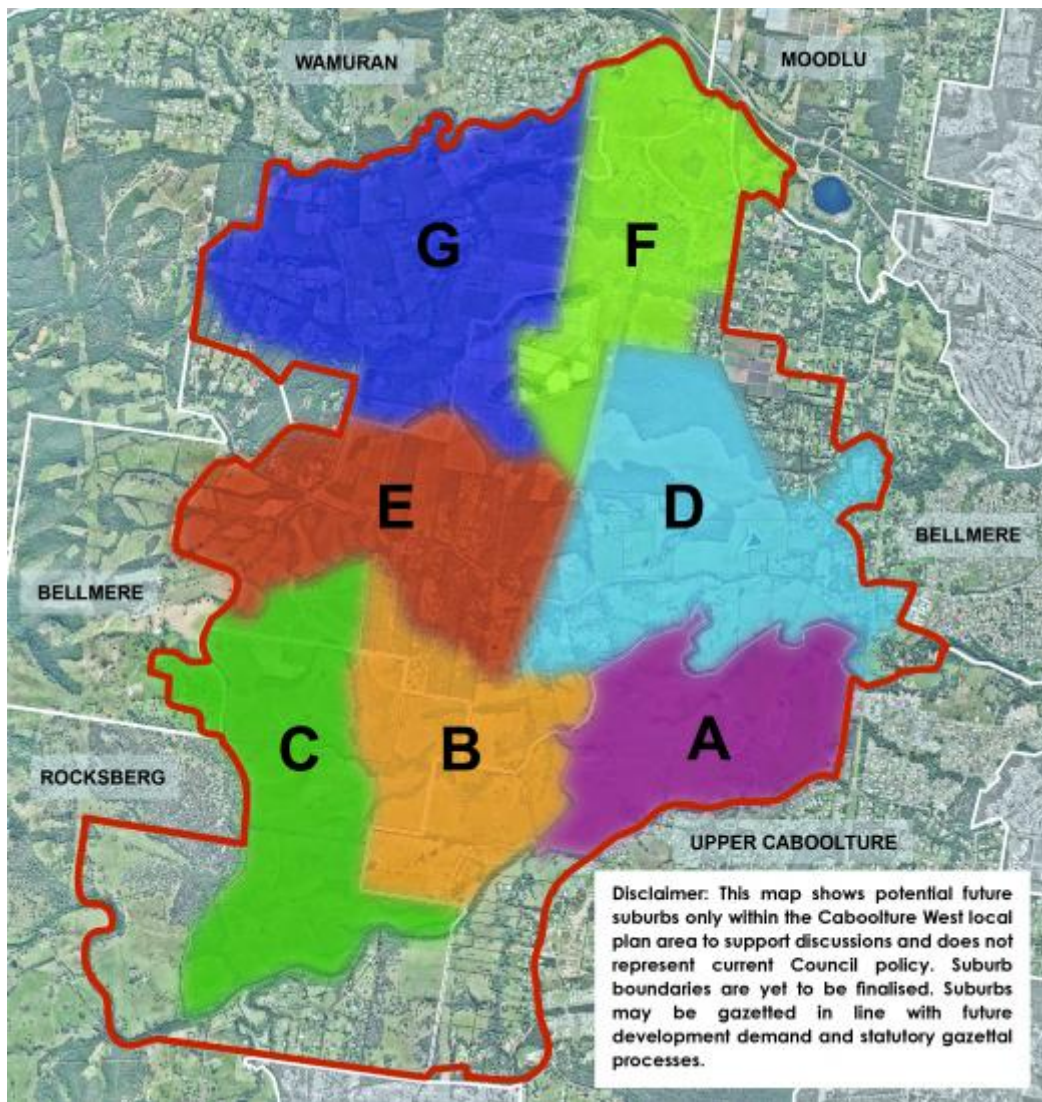 WAMURAN
MOODLU
G
F
E
D
BELLMERE
BELLMERE
C
B
A
ROCKSBERG
UPPER CABOOLTURE
Disclaimer: This map shows potential future
suburbs only within the Caboolture West local
plan area to support discussions and does not
represent current Council policy. Suburb
boundaries are yet to be finalised. Suburbs
may be gazetted in line with future
development demand and statutory gazettal
processes.